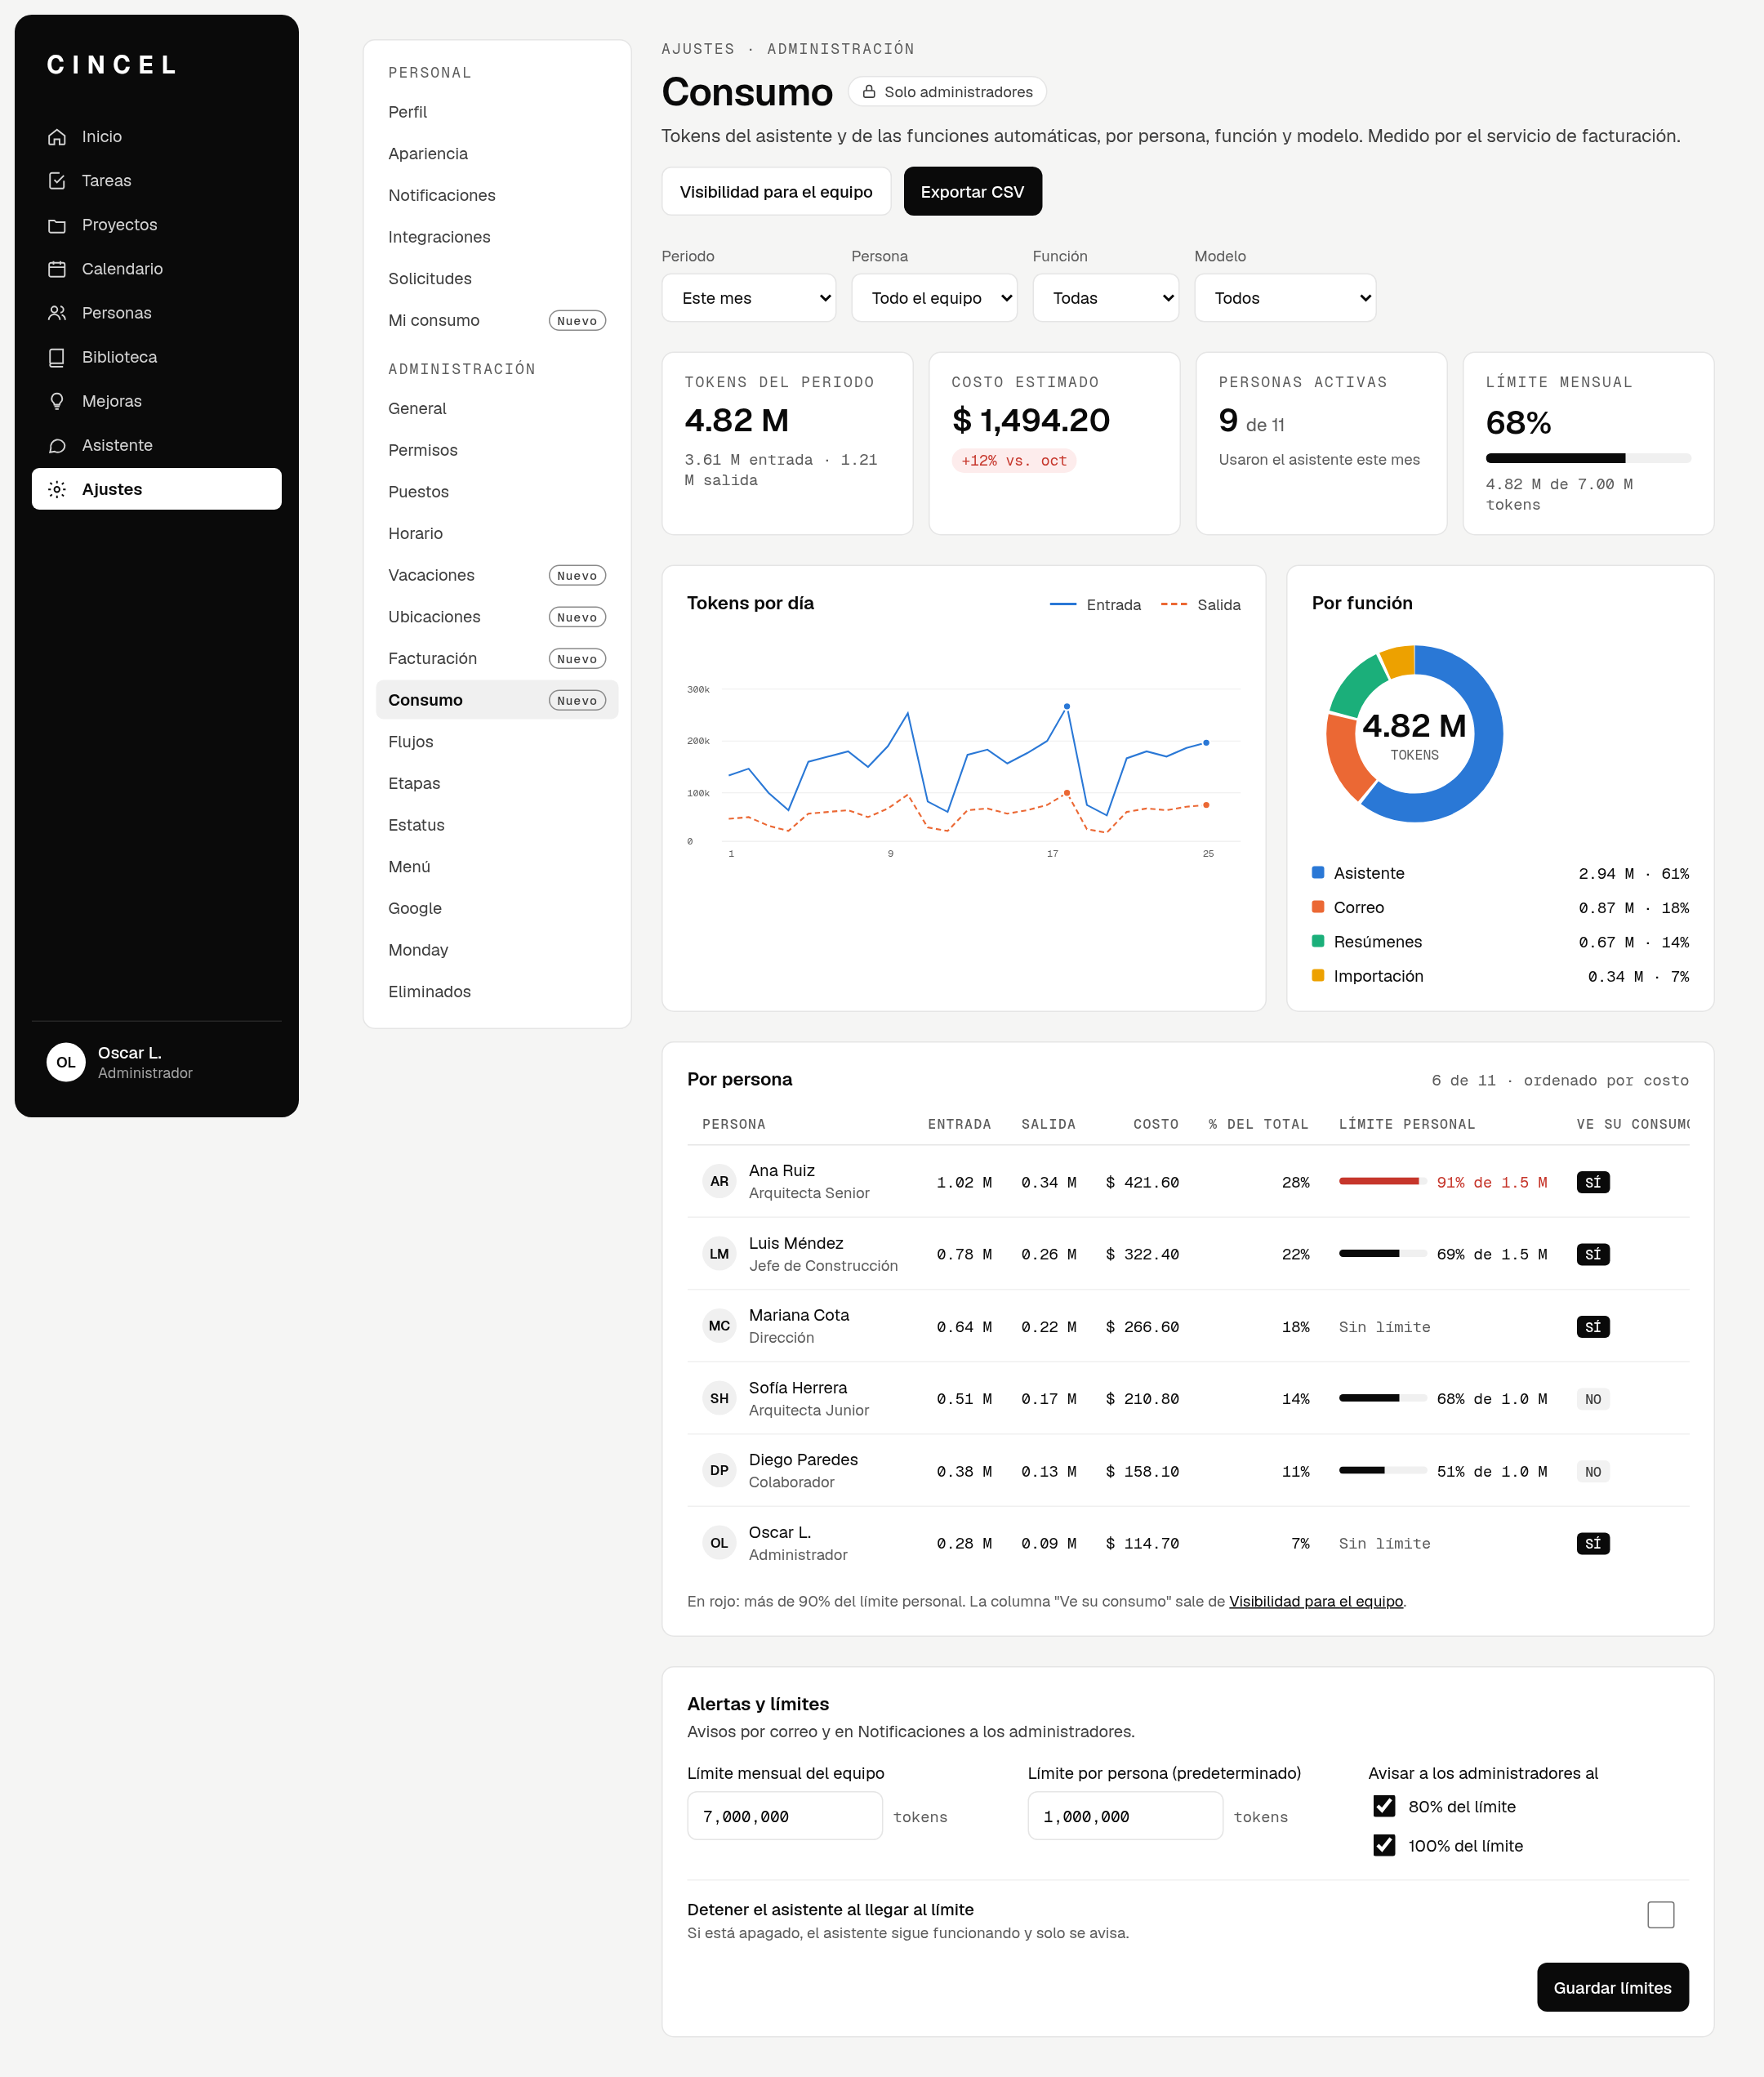 CINCEL
Inicio
Tareas
Proyectos
Calendario
Personas
Biblioteca
Mejoras
Asistente
Ajustes
OL
Oscar L.
Administrador
PERSONAL
Perfil
Apariencia
Notificaciones
Integraciones
Solicitudes
Mi consumo Nuevo
ADMINISTRACIÓN
General
Permisos
Puestos
Horario
Vacaciones Nuevo
Ubicaciones Nuevo
Facturación Nuevo
Consumo Nuevo
Flujos
Etapas
Estatus
Menú
Google
Monday
Eliminados
AJUSTES · ADMINISTRACIÓN
Consumo Solo administradores
Tokens del asistente y de las funciones automáticas, por persona, función y modelo. Medido por el servicio de facturación.
Visibilidad para el equipo Exportar CSV
Periodo Persona Función Modelo
Este mes Todo el equipo Todas Todos
TOKENS DEL PERIODO
4.82 M
3.61 M entrada · 1.21
M salida
COSTO ESTIMADO
$ 1,494.20
+12% vs. oct
PERSONAS ACTIVAS
9 de 11
Usaron el asistente este mes
LÍMITE MENSUAL
68%
4.82 M de 7.00 M
tokens
Tokens por día Entrada Salida
300k
200k
100k
0
1 9 17 25
Por función
4.82 M
TOKENS
Asistente 2.94 M · 61%
Correo 0.87 M · 18%
Resúmenes 0.67 M · 14%
Importación 0.34 M · 7%
Por persona 6 de 11 · ordenado por costo
PERSONA ENTRADA SALIDA COSTO % DEL TOTAL LÍMITE PERSONAL VE SU
AR Ana Ruiz 1.02 M 0.34 M $ 421.60 28% 91% de 1.5 M SÍ
Arquitecta Senior
LM Luis Méndez 0.78 M 0.26 M $ 322.40 22% 69% de 1.5 M SÍ
Jefe de Construcción
MC Mariana Cota 0.64 M 0.22 M $ 266.60 18% Sin límite SÍ
Dirección
SH Sofía Herrera 0.51 M 0.17 M $ 210.80 14% 68% de 1.0 M NO
Arquitecta Junior
DP Diego Paredes 0.38 M 0.13 M $ 158.10 11% 51% de 1.0 M NO
Colaborador
OL Oscar L. 0.28 M 0.09 M $ 114.70 7% Sin límite SÍ
Administrador
En rojo: más de 90% del límite personal. La columna "Ve su consumo" sale de Visibilidad para el equipo.
Alertas y límites
Avisos por correo y en Notificaciones a los administradores.
Límite mensual del equipo
7,000,000 tokens
Límite por persona (predeterminado)
1,000,000 tokens
Avisar a los administradores al
80% del límite
100% del límite
Detener el asistente al llegar al límite
Si está apagado, el asistente sigue funcionando y solo se avisa.
Guardar límites